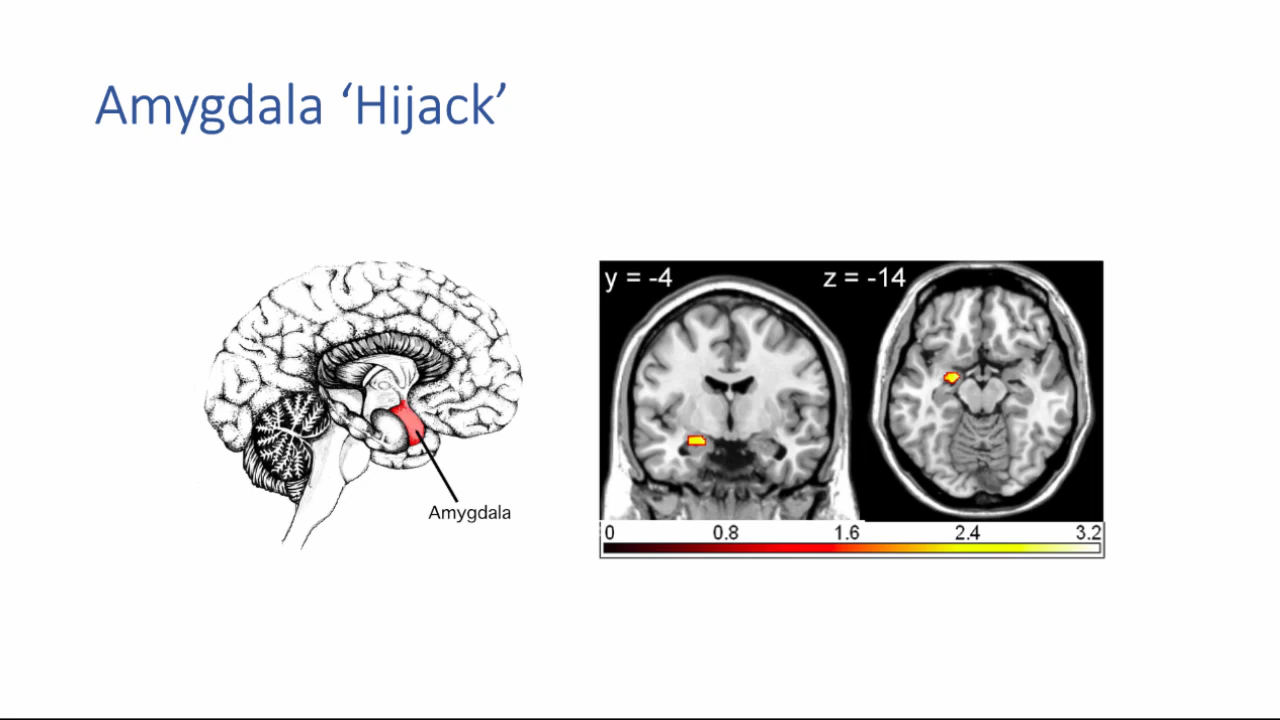 Amygdala ‘Hijack’
y = -4
z = -14
Amygdala
0 0.8 1.6 2.4 3.2